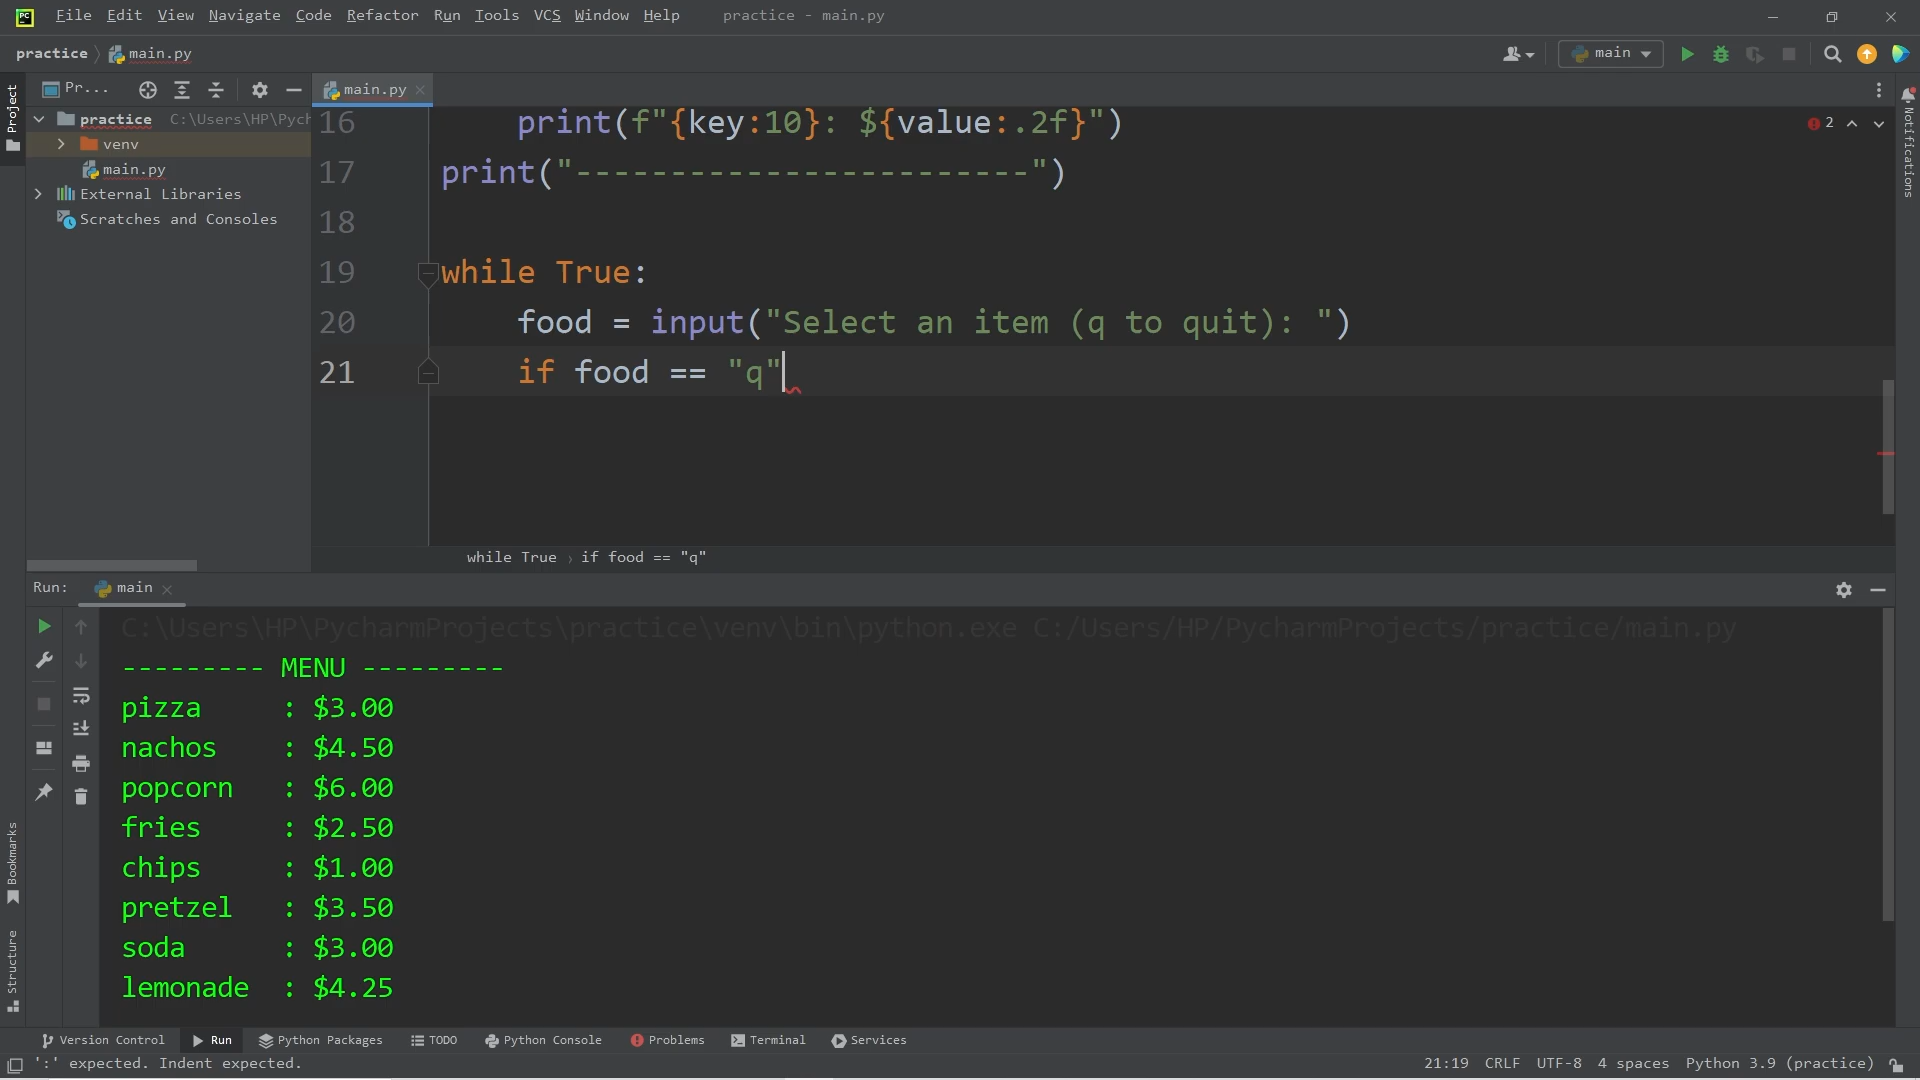 File Edit View Navigate Code Refactor Run Tools VCS Window Help practice - main.py
practice main.py
main
Project
Pr...
main.py
practice C:\Users\HP\Pych
venv
main.py
External Libraries
Scratches and Consoles
16 print(f"{key:10}: ${value:.2f}")
17 print("------------------------")
18
19 while True:
20 food = input("Select an item (q to quit): ")
21 if food == "q"
2
Notifications
while True › if food == "q"
Run: main
C:\Users\HP\PycharmProjects\practice\venv\bin\python.exe C:/Users/HP/PycharmProjects/practice/main.py
--------- MENU ---------
pizza : $3.00
nachos : $4.50
popcorn : $6.00
fries : $2.50
chips : $1.00
pretzel : $3.50
soda : $3.00
lemonade : $4.25
Bookmarks
Structure
Version Control Run Python Packages TODO Python Console Problems Terminal Services
':' expected. Indent expected. 21:19 CRLF UTF-8 4 spaces Python 3.9 (practice)